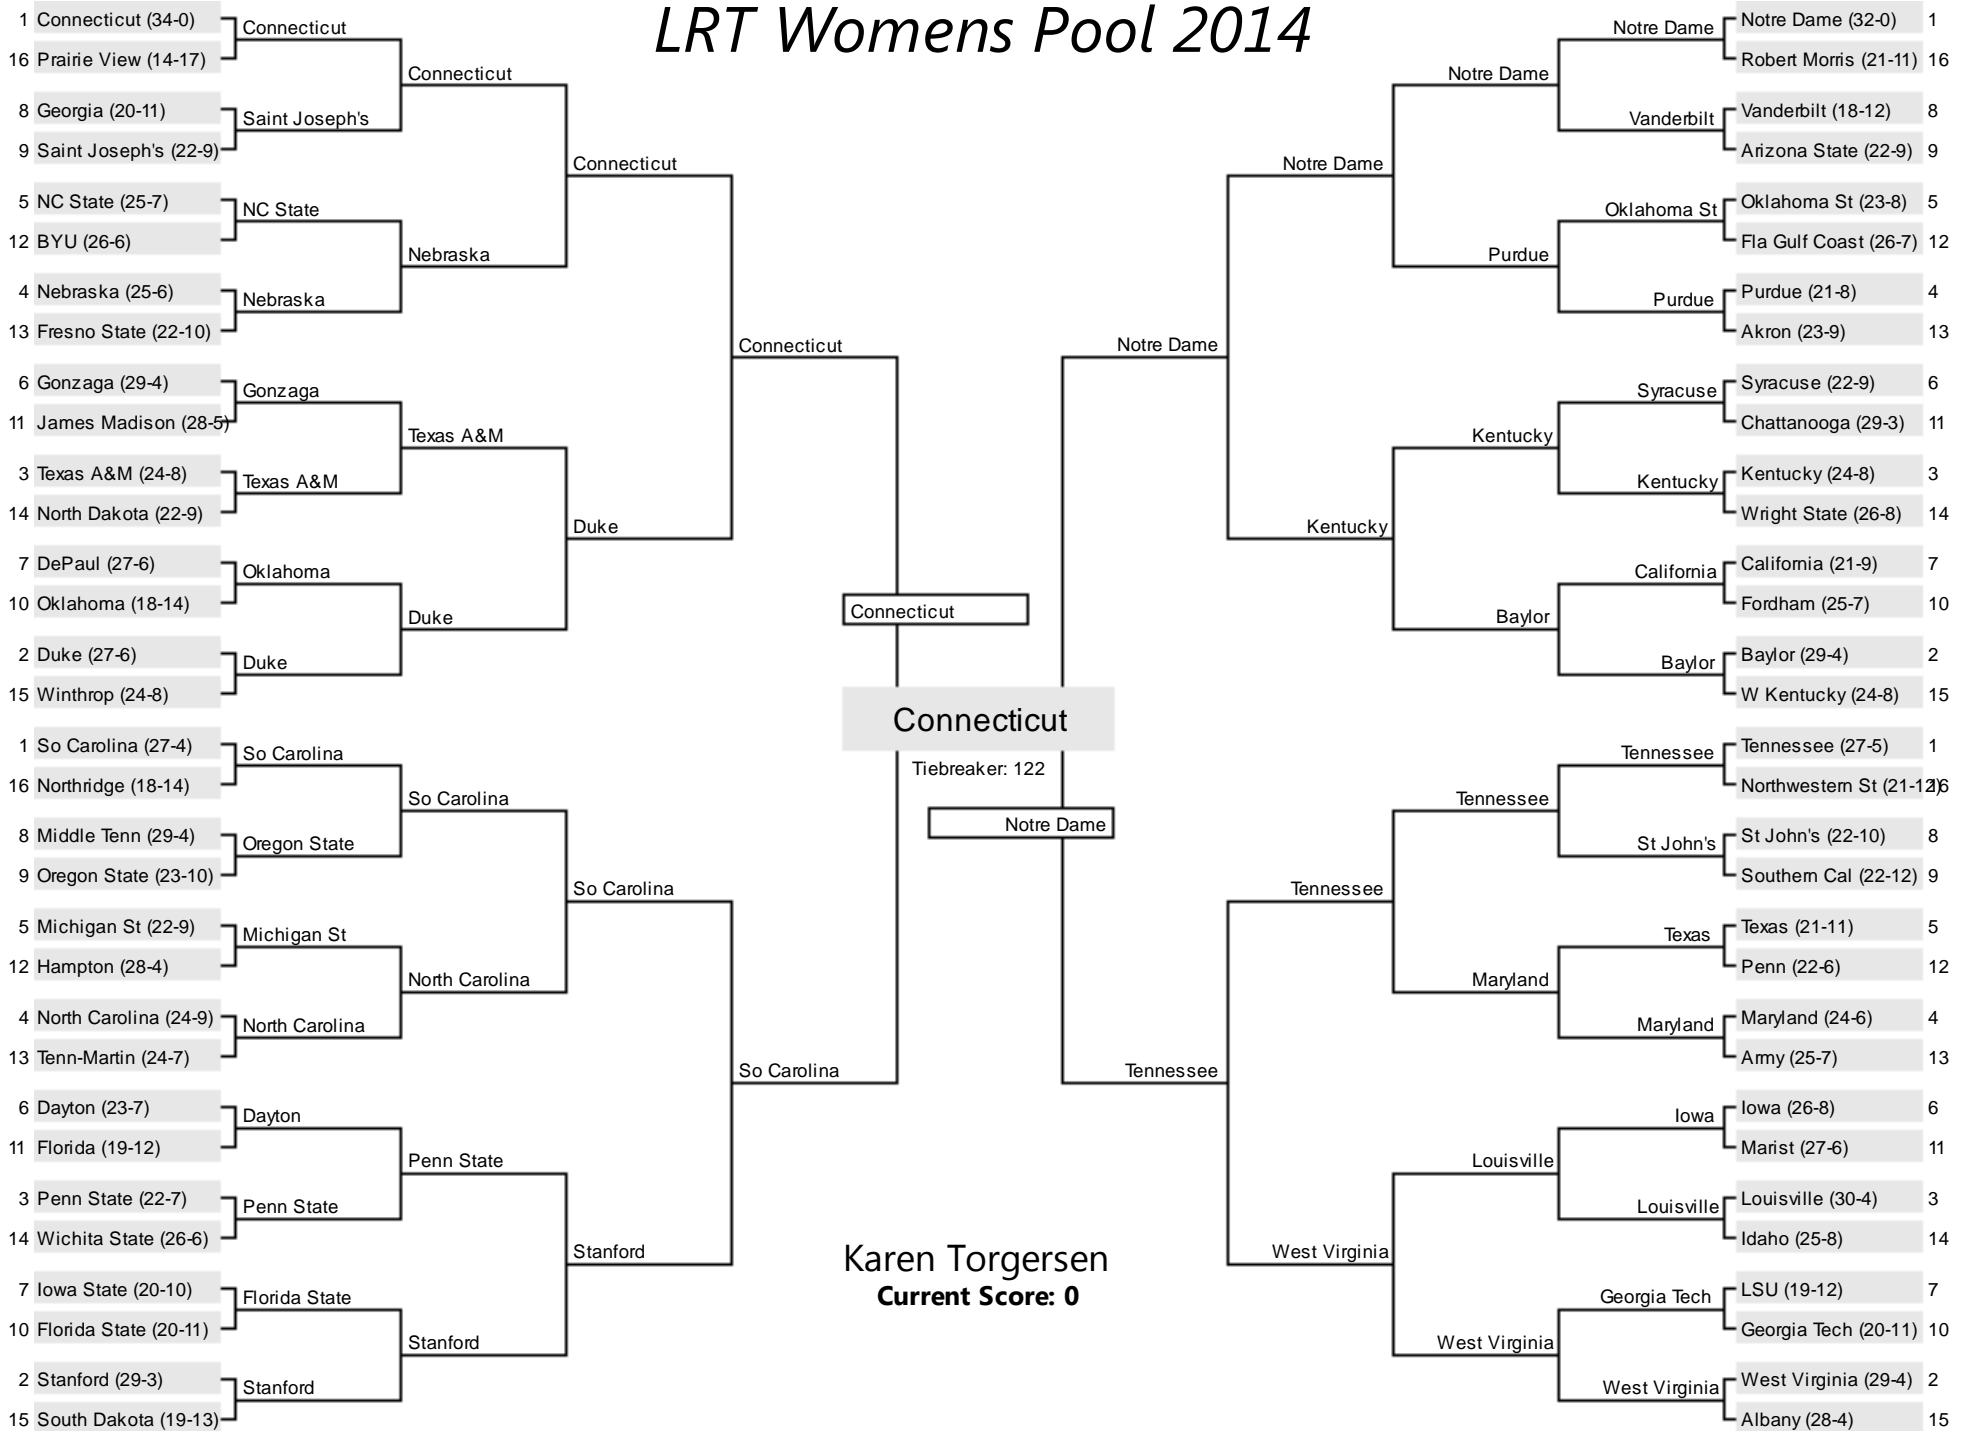 LRT Womens Pool 2014
1 Connecticut (34-0)
16 Prairie View (14-17)
8 Georgia (20-11)
9 Saint Joseph's (22-9)
5 NC State (25-7)
12 BYU (26-6)
4 Nebraska (25-6)
13 Fresno State (22-10)
6 Gonzaga (29-4)
11 James Madison (28-5)
3 Texas A&M (24-8)
14 North Dakota (22-9)
7 DePaul (27-6)
10 Oklahoma (18-14)
2 Duke (27-6)
15 Winthrop (24-8)
1 So Carolina (27-4)
16 Northridge (18-14)
8 Middle Tenn (29-4)
9 Oregon State (23-10)
5 Michigan St (22-9)
12 Hampton (28-4)
4 North Carolina (24-9)
13 Tenn-Martin (24-7)
6 Dayton (23-7)
11 Florida (19-12)
3 Penn State (22-7)
14 Wichita State (26-6)
7 Iowa State (20-10)
10 Florida State (20-11)
2 Stanford (29-3)
15 South Dakota (19-13)
Connecticut
Saint Joseph's
NC State
Nebraska
Gonzaga
Texas A&M
Oklahoma
Duke
So Carolina
Oregon State
Michigan St
North Carolina
Dayton
Penn State
Florida State
Stanford
Connecticut
Nebraska
Texas A&M
Duke
So Carolina
North Carolina
Penn State
Stanford
Connecticut
Duke
So Carolina
Stanford
Connecticut
So Carolina
Connecticut
Connecticut
Tiebreaker: 122
Notre Dame
Karen Torgersen
Current Score: 0
Notre Dame
Tennessee
Notre Dame
Kentucky
Tennessee
West Virginia
Notre Dame
Purdue
Kentucky
Baylor
Tennessee
Maryland
Louisville
West Virginia
Notre Dame
Vanderbilt
Oklahoma St
Purdue
Syracuse
Kentucky
California
Baylor
Tennessee
St John's
Texas
Maryland
Iowa
Louisville
Georgia Tech
West Virginia
Notre Dame (32-0) 1
Robert Morris (21-11) 16
Vanderbilt (18-12) 8
Arizona State (22-9) 9
Oklahoma St (23-8) 5
Fla Gulf Coast (26-7) 12
Purdue (21-8) 4
Akron (23-9) 13
Syracuse (22-9) 6
Chattanooga (29-3) 11
Kentucky (24-8) 3
Wright State (26-8) 14
California (21-9) 7
Fordham (25-7) 10
Baylor (29-4) 2
W Kentucky (24-8) 15
Tennessee (27-5) 1
Northwestern St (21-12) 16
St John's (22-10) 8
Southern Cal (22-12) 9
Texas (21-11) 5
Penn (22-6) 12
Maryland (24-6) 4
Army (25-7) 13
Iowa (26-8) 6
Marist (27-6) 11
Louisville (30-4) 3
Idaho (25-8) 14
LSU (19-12) 7
Georgia Tech (20-11) 10
West Virginia (29-4) 2
Albany (28-4) 15